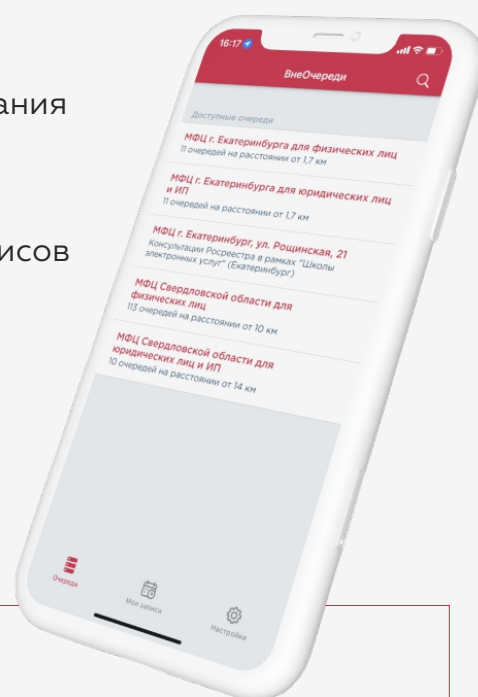 ания
исов
16:17
ВнеОчереди
Доступные очереди
МФЦ г. Екатеринбурга для физических лиц
11 очередей на расстоянии от 1,7 км
МФЦ г. Екатеринбурга для юридических лиц
и ИП
11 очередей на расстоянии от 1,7 км
МФЦ г. Екатеринбург, ул. Рощинская, 21
Консультации Росреестра в рамках "Школы
электронных услуг" (Екатеринбург)
МФЦ Свердловской области для
физических лиц
113 очередей на расстоянии от 10 км
МФЦ Свердловской области для
юридических лиц и ИП
10 очередей на расстоянии от 14 км
Очереди
Мои записи
Настройки